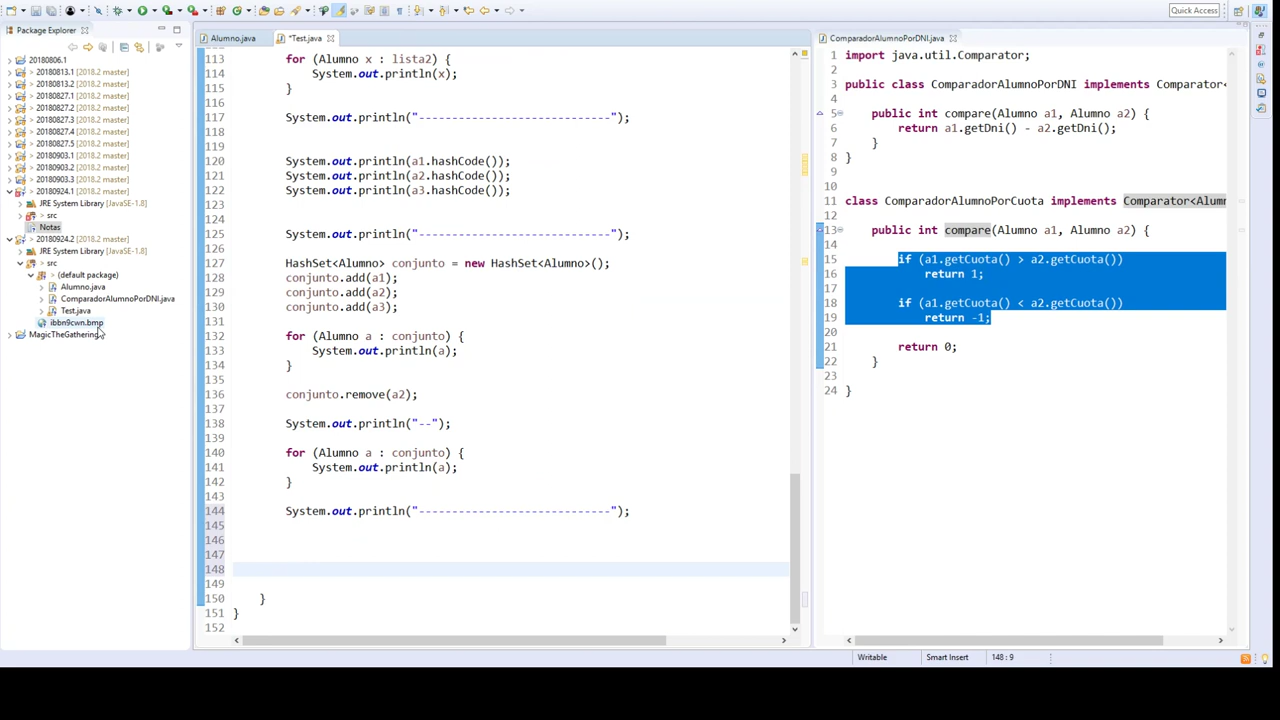 Quick Access
Package Explorer
20180806.1
> 20180813.1 [2018.2 master]
> 20180813.2 [2018.2 master]
> 20180827.1 [2018.2 master]
> 20180827.2 [2018.2 master]
> 20180827.3 [2018.2 master]
> 20180827.4 [2018.2 master]
> 20180827.5 [2018.2 master]
> 20180903.1 [2018.2 master]
> 20180903.2 [2018.2 master]
> 20180903.3 [2018.2 master]
> 20180924.1 [2018.2 master]
JRE System Library [JavaSE-1.8]
> src
Notas
> 20180924.2 [2018.2 master]
JRE System Library [JavaSE-1.8]
> src
> (default package)
Alumno.java
ComparadorAlumnoPorDNI.java
Test.java
ibbn9cwn.bmp
MagicTheGathering
Alumno.java
*Test.java
113 for (Alumno x : lista2) {
114 System.out.println(x);
115 }
116
117 System.out.println("-----------------------------");
118
119
120 System.out.println(a1.hashCode());
121 System.out.println(a2.hashCode());
122 System.out.println(a3.hashCode());
123
124
125 System.out.println("-----------------------------");
126
127 HashSet<Alumno> conjunto = new HashSet<Alumno>();
128 conjunto.add(a1);
129 conjunto.add(a2);
130 conjunto.add(a3);
131
132 for (Alumno a : conjunto) {
133 System.out.println(a);
134 }
135
136 conjunto.remove(a2);
137
138 System.out.println("--");
139
140 for (Alumno a : conjunto) {
141 System.out.println(a);
142 }
143
144 System.out.println("-----------------------------");
145
146
147
148
149
150 }
151 }
152
ComparadorAlumnoPorDNI.java
1 import java.util.Comparator;
2
3 public class ComparadorAlumnoPorDNI implements Comparator<
4
5 public int compare(Alumno a1, Alumno a2) {
6 return a1.getDni() - a2.getDni();
7 }
8 }
9
10
11 class ComparadorAlumnoPorCuota implements Comparator<Alumn
12
13 public int compare(Alumno a1, Alumno a2) {
14
15 if (a1.getCuota() > a2.getCuota())
16 return 1;
17
18 if (a1.getCuota() < a2.getCuota())
19 return -1;
20
21 return 0;
22 }
23
24 }
Writable
Smart Insert
148 : 9